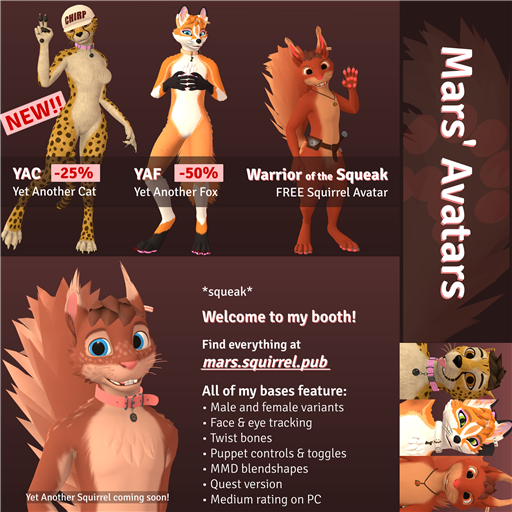 CHIRP
NEW!!
YAC -25%
Yet Another Cat
YAF -50%
Yet Another Fox
Warrior of the Squeak
FREE Squirrel Avatar
Mars' Avatars
*squeak*
Welcome to my booth!
Find everything at
mars.squirrel.pub
All of my bases feature:
• Male and female variants
• Face & eye tracking
• Twist bones
• Puppet controls & toggles
• MMD blendshapes
• Quest version
• Medium rating on PC
Yet Another Squirrel coming soon!